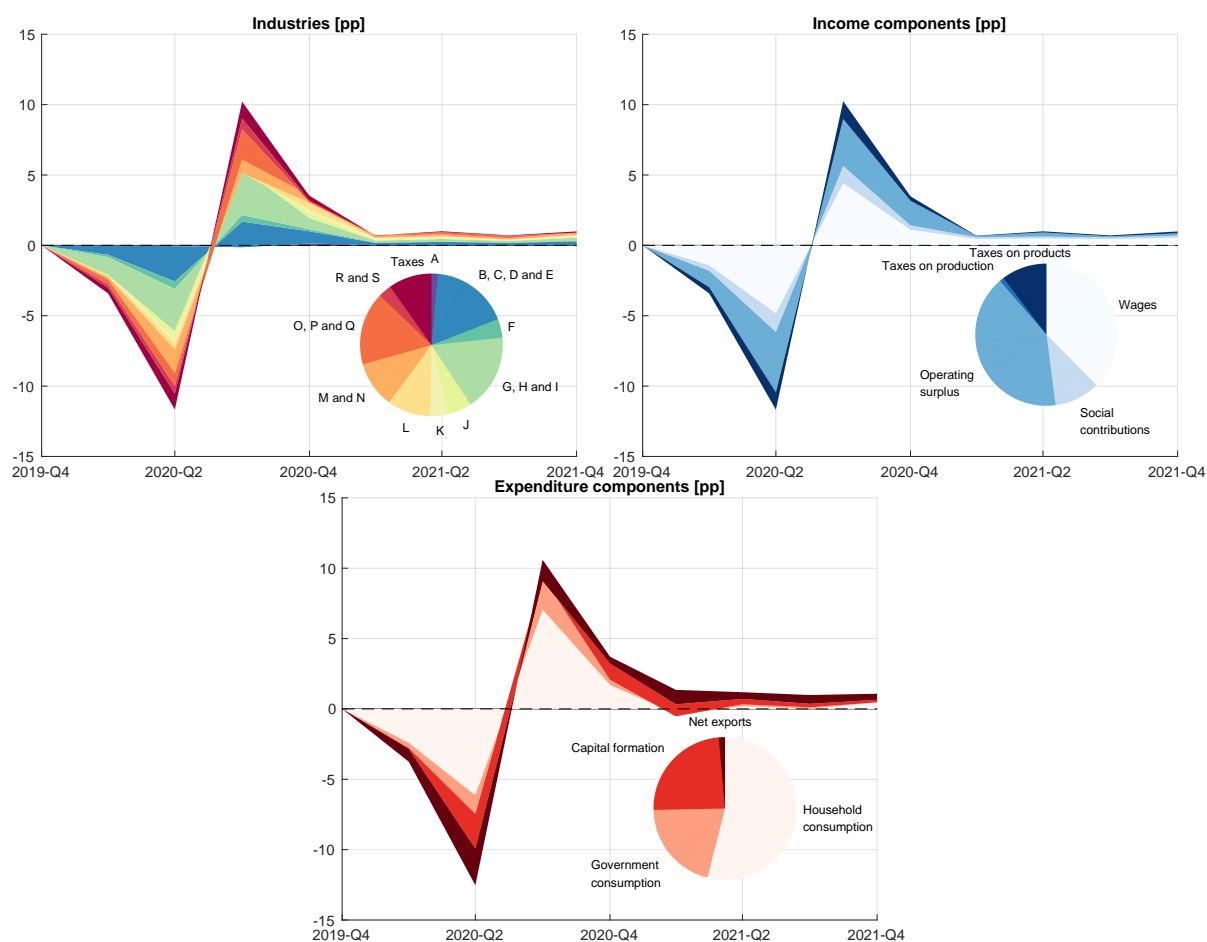 Industries [pp]
15
10
5
0
-5
-10
-15
2019-Q4
2020-Q2
2020-Q4
2021-Q2
2021-Q4
Taxes
A
B, C, D and E
R and S
O, P and Q
F
G, H and I
M and N
L
K
J
Income components [pp]
15
10
5
0
-5
-10
-15
2019-Q4
2020-Q2
2020-Q4
2021-Q2
2021-Q4
Taxes on products
Taxes on production
Wages
Operating
surplus
Social
contributions
Expenditure components [pp]
15
10
5
0
-5
-10
-15
2019-Q4
2020-Q2
2020-Q4
2021-Q2
2021-Q4
Net exports
Capital formation
Household
consumption
Government
consumption